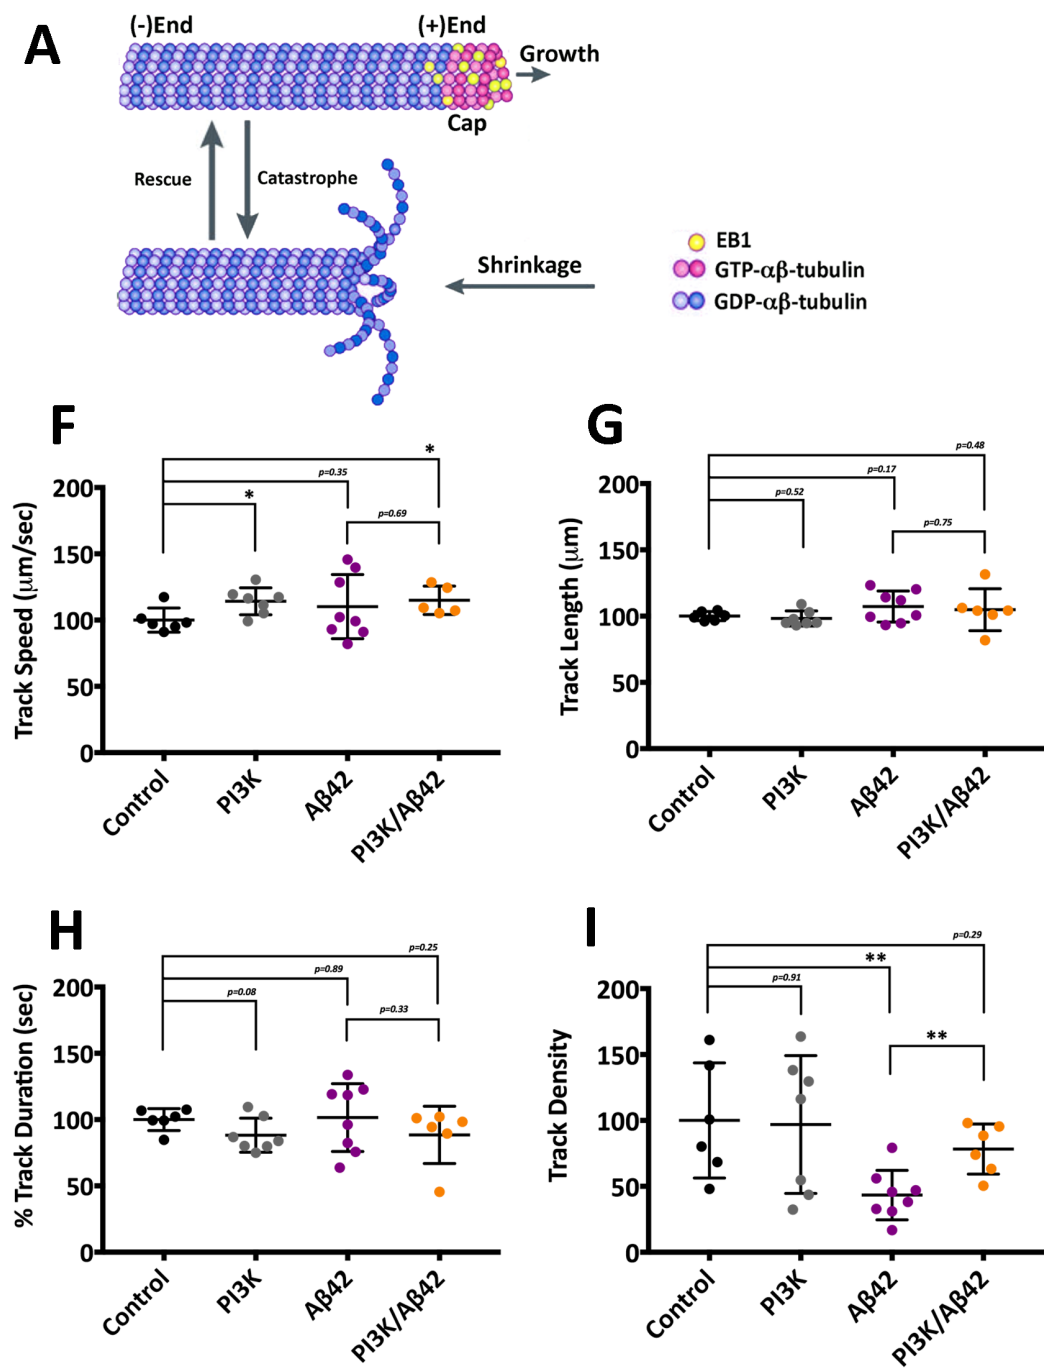 A
(-)End
(+)End
Growth
Cap
Rescue
Catastrophe
Shrinkage
EB1
GTP-αβ-tubulin
GDP-αβ-tubulin
F
Track Speed (μm/sec)
200
150
100
50
0
*
p=0.35
*
p=0.69
Control
PI3K
Aβ42
PI3K/Aβ42
G
Track Length (μm)
200
150
100
50
0
p=0.48
p=0.17
p=0.52
p=0.75
Control
PI3K
Aβ42
PI3K/Aβ42
H
% Track Duration (sec)
200
150
100
50
0
p=0.25
p=0.89
p=0.08
p=0.33
Control
PI3K
Aβ42
PI3K/Aβ42
I
Track Density
200
150
100
50
0
p=0.29
**
p=0.91
**
Control
PI3K
Aβ42
PI3K/Aβ42